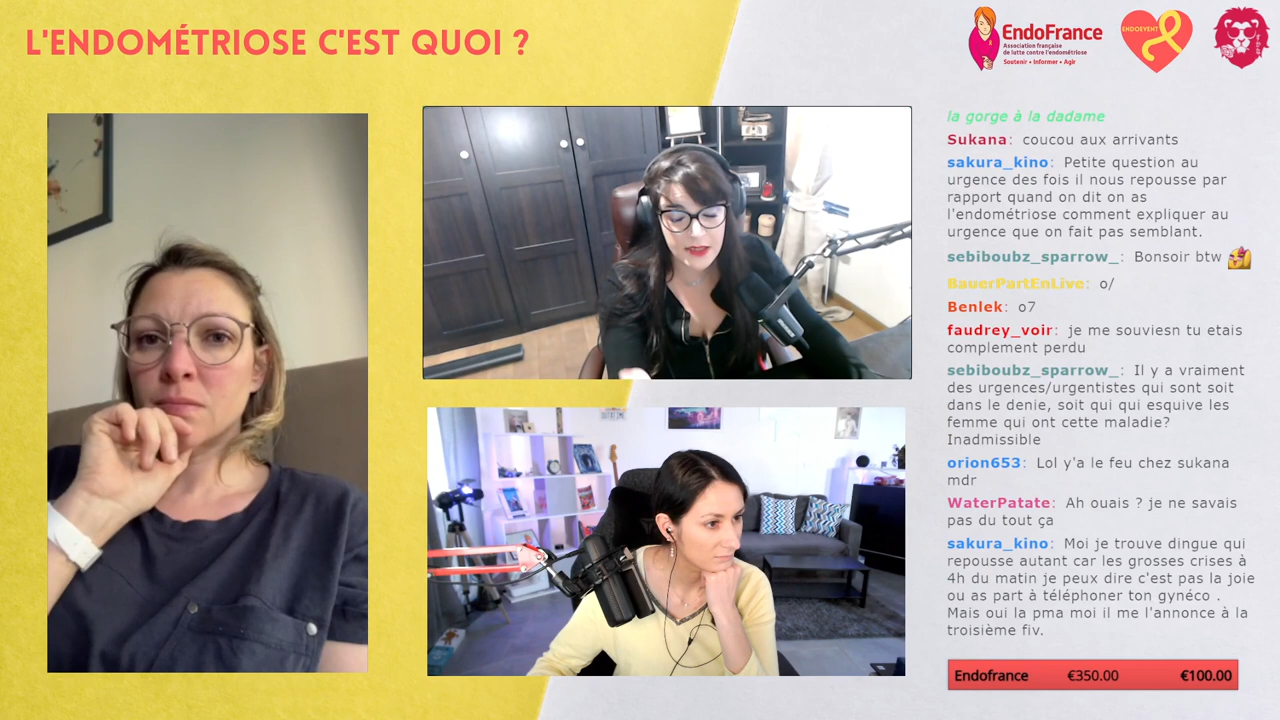 L'ENDOMÉTRIOSE C'EST QUOI ?
EndoFrance
Association française
de lutte contre l'endométriose
Soutenir • Informer • Agir
ENDOEVENT
la gorge à la dadame
Sukana: coucou aux arrivants
sakura_kino: Petite question au
urgence des fois il nous repousse par
rapport quand on dit on as
l'endométriose comment expliquer au
urgence que on fait pas semblant.
sebiboubz_sparrow_: Bonsoir btw
BauerPartEnLive: o/
Benlek: o7
faudrey_voir: je me souviesn tu etais
complement perdu
sebiboubz_sparrow_: Il y a vraiment
des urgences/urgentistes qui sont soit
dans le denie, soit qui qui esquive les
femme qui ont cette maladie?
Inadmissible
orion653: Lol y'a le feu chez sukana
mdr
WaterPatate: Ah ouais ? je ne savais
pas du tout ça
sakura_kino: Moi je trouve dingue qui
repousse autant car les grosses crises à
4h du matin je peux dire c'est pas la joie
ou as part à téléphoner ton gynéco .
Mais oui la pma moi il me l'annonce à la
troisième fiv.
Endofrance €350.00 €100.00